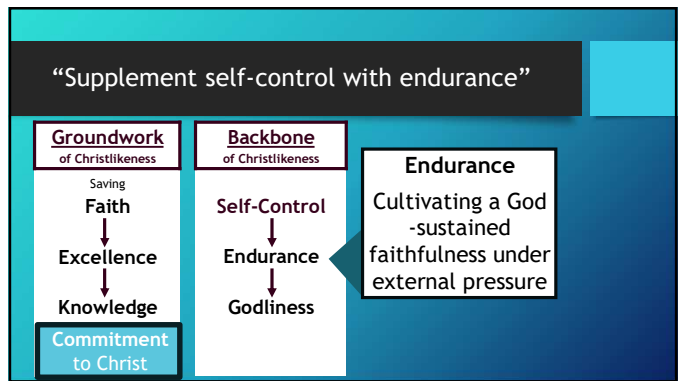 “Supplement self-control with endurance”
Groundwork
of Christlikeness
Saving
Faith
Excellence
Knowledge
Commitment
to Christ
Backbone
of Christlikeness
Self-Control
Endurance
Godliness
Endurance
Cultivating a God
-sustained
faithfulness under
external pressure